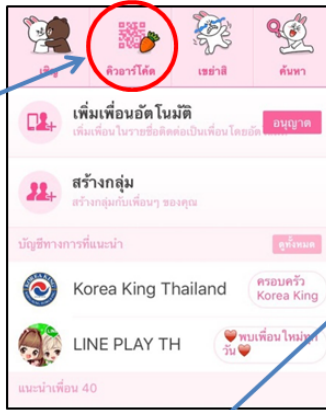 เชิญ
คิวอาร์โค้ด
เขย่าสิ
ค้นหา
เพิ่มเพื่อนอัตโนมัติ
เพิ่มเพื่อนในรายชื่อติดต่อเป็นเพื่อนโดยอัต
อนุญาต
สร้างกลุ่ม
สร้างกลุ่มกับเพื่อนๆ ของคุณ
บัญชีทางการที่แนะนำ
ดูทั้งหมด
Korea King Thailand
ครอบครัว
Korea King
LINE PLAY TH
พบเพื่อนใหม่ทุก
วัน
แนะนำเพื่อน 40